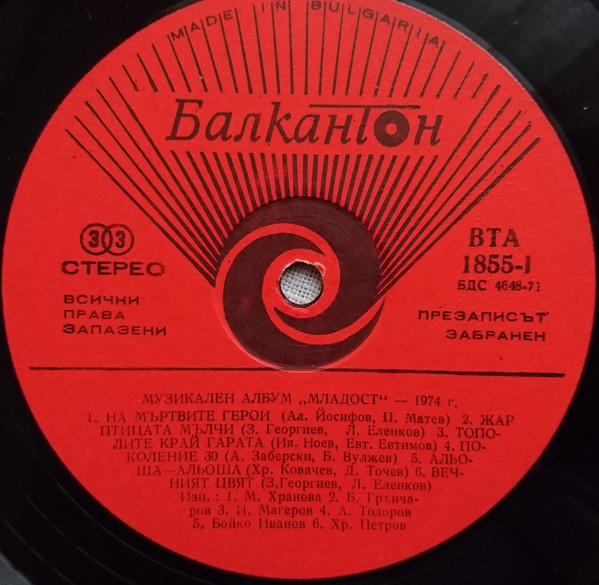 MADE IN BULGARIA
Балкантон
33
СТЕРЕО
ВСИЧКИ
ПРАВА
ЗАПАЗЕНИ
ВТА
1855-I
БДС 4648-71
ПРЕЗАПИСЪТ
ЗАБРАНЕН
МУЗИКАЛЕН АЛБУМ „МЛАДОСТ“ — 1974 г.
1. НА МЪРТВИТЕ ГЕРОИ (Ал. Йосифов, П. Матев) 2. ЖАР
ПТИЦАТА МЪЛЧИ (З. Георгиев, Л. Еленков) 3. ТОПО-
ЛИТЕ КРАЙ ГАРАТА (Ив. Ноев, Евт. Евтимов) 4. ПО-
КОЛЕНИЕ 30 (А. Заберски, Б. Вулжев) 5. АЛЬО-
ША—АЛЬОША (Хр. Ковачев, Д. Точев) 6. ВЕЧ-
НИЯТ ЦВЯТ (З.Георгиев, Л. Еленков)
Изп. : 1. М. Хранова 2. Б. Грънча-
ров 3. И. Магеров 4. А. Тодоров
5, Бойко Иванов 6. Хр. Петров